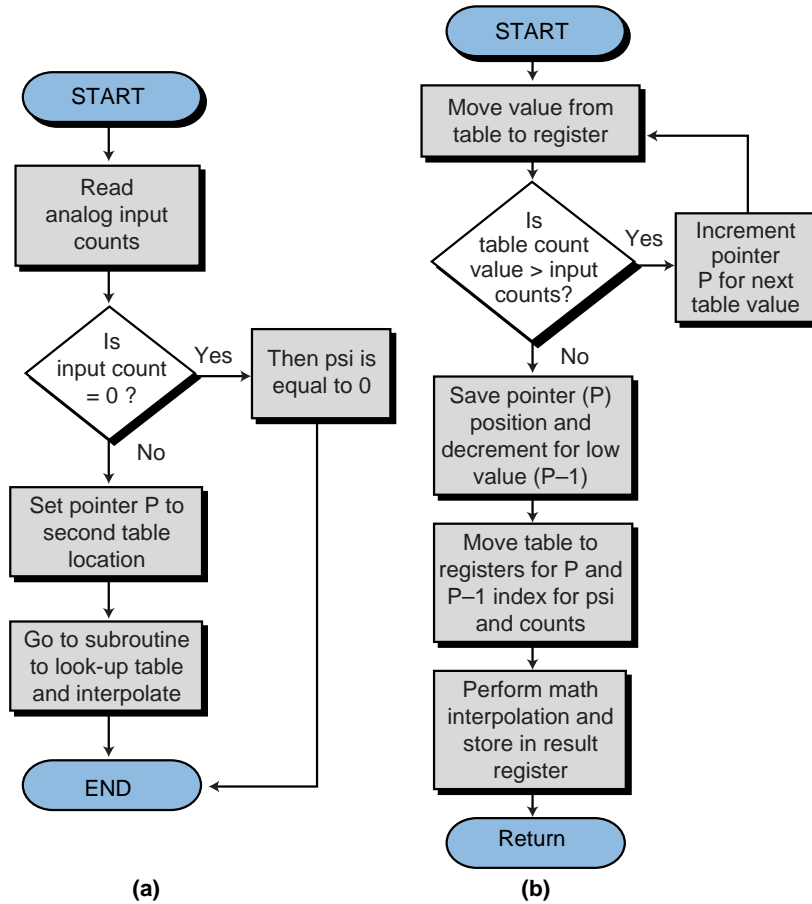 START
Read
analog input
counts
Is
input count
= 0 ?
Yes
Then psi is
equal to 0
No
Set pointer P to
second table
location
Go to subroutine
to look-up table
and interpolate
END
(a)
START
Move value from
table to register
Is
table count
value > input
counts?
Yes
Increment
pointer
P for next
table value
No
Save pointer (P)
position and
decrement for low
value (P–1)
Move table to
registers for P and
P–1 index for psi
and counts
Perform math
interpolation and
store in result
register
Return
(b)